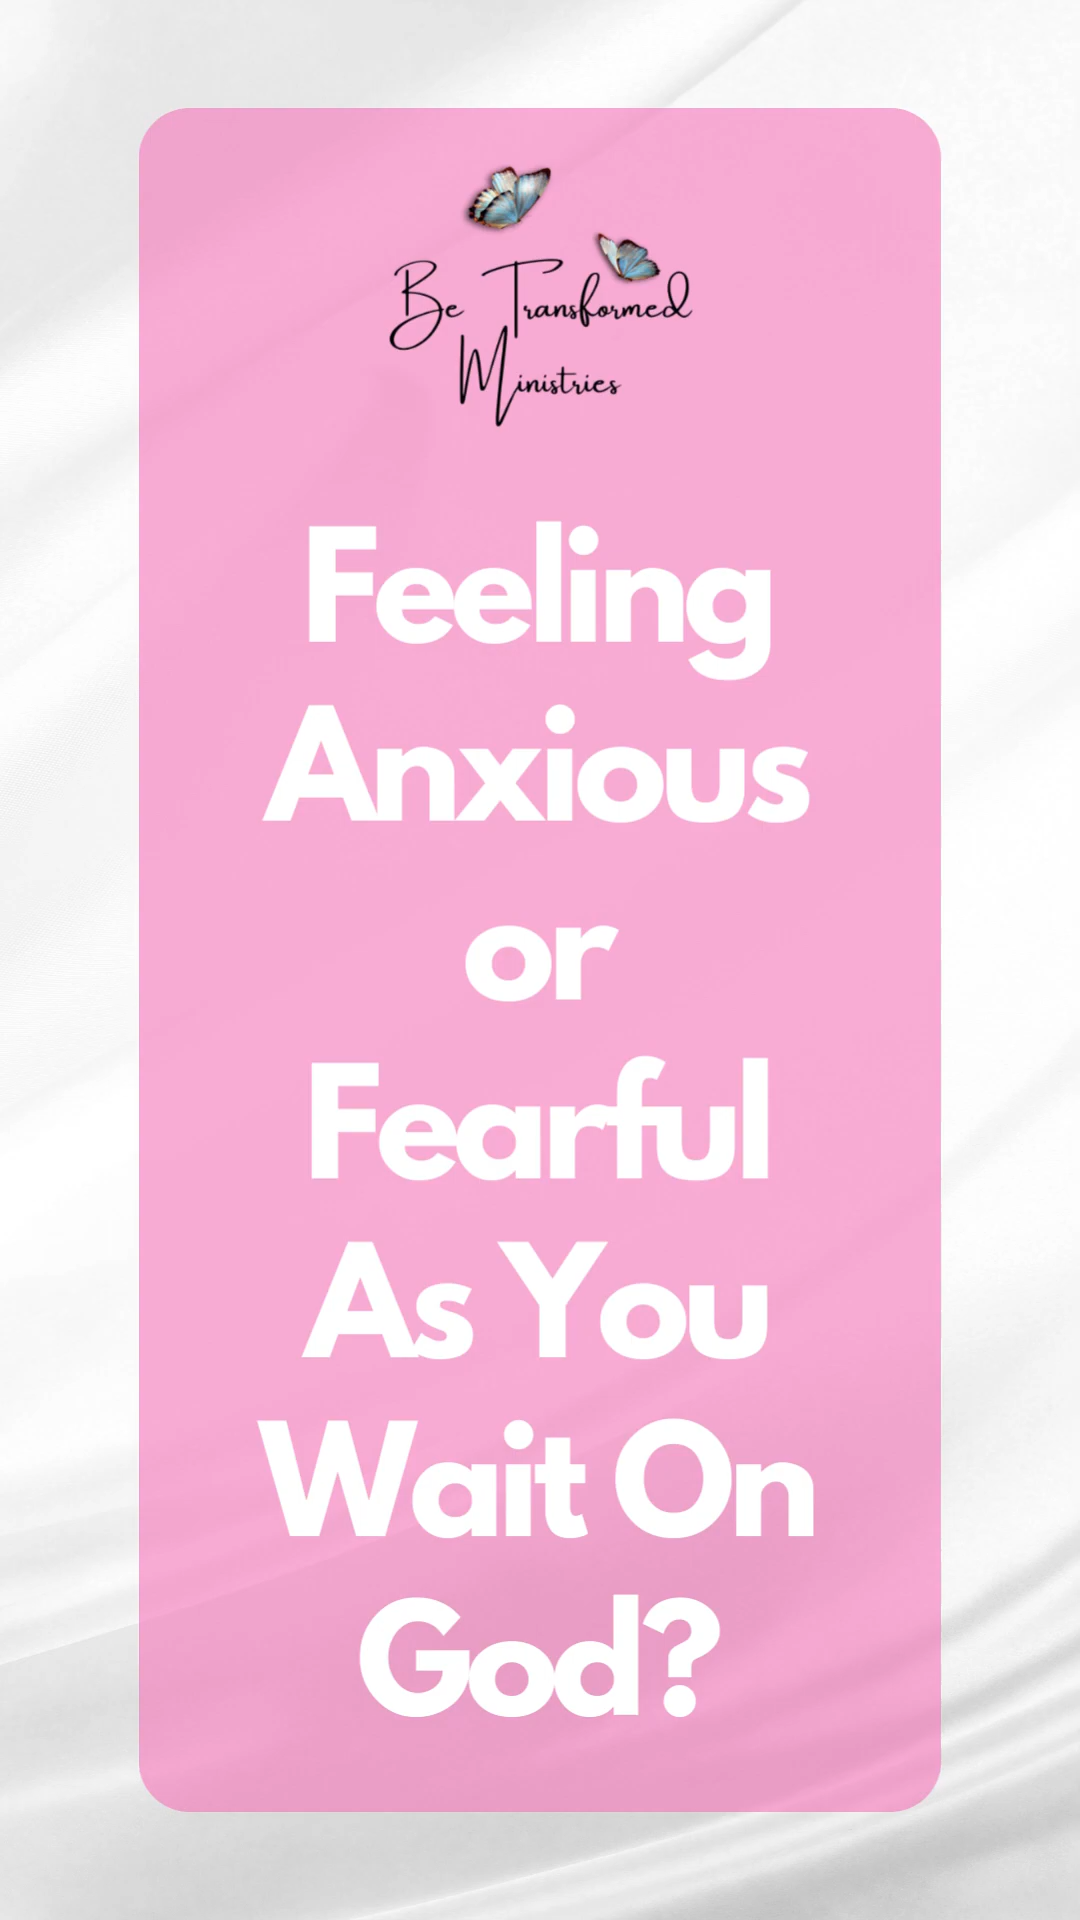 Be Transformed
Ministries
Feeling
Anxious
or
Fearful
As You
Wait On
God?